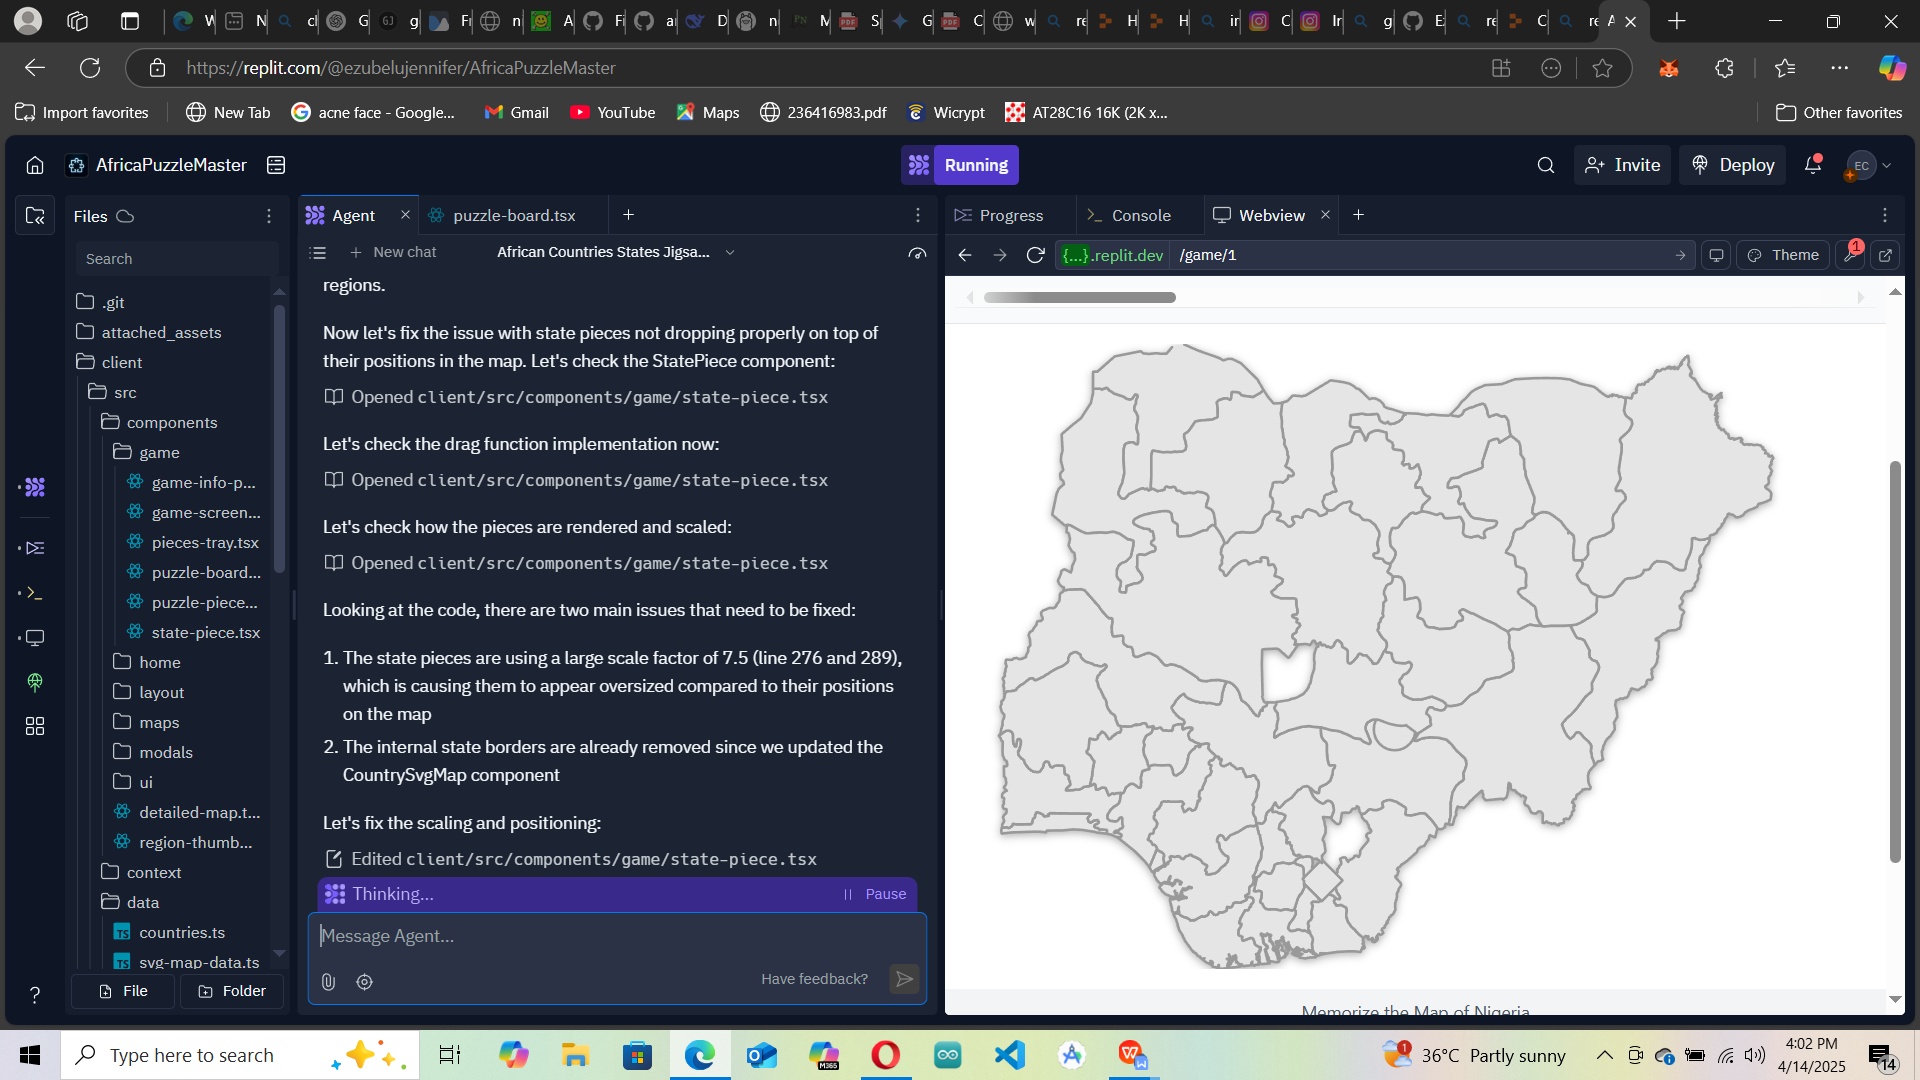 https://replit.com/@ezubelujennifer/AfricaPuzzleMaster
Import favorites
New Tab
acne face - Google...
Gmail
YouTube
Maps
236416983.pdf
Wicrypt
AT28C16 16K (2K x...
Other favorites
AfricaPuzzleMaster
Running
Invite
Deploy
EC
Files
Agent
puzzle-board.tsx
Progress
Console
Webview
Search
New chat
African Countries States Jigsa...
{...}.replit.dev
/game/1
Theme
1
.git
attached_assets
client
src
components
game
game-info-p...
game-screen...
pieces-tray.tsx
puzzle-board...
puzzle-piece...
state-piece.tsx
home
layout
maps
modals
ui
detailed-map.t...
region-thumb...
context
data
countries.ts
svg-map-data.ts
File
Folder
regions.
Now let's fix the issue with state pieces not dropping properly on top of
their positions in the map. Let's check the StatePiece component:
Opened client/src/components/game/state-piece.tsx
Let's check the drag function implementation now:
Opened client/src/components/game/state-piece.tsx
Let's check how the pieces are rendered and scaled:
Opened client/src/components/game/state-piece.tsx
Looking at the code, there are two main issues that need to be fixed:
1. The state pieces are using a large scale factor of 7.5 (line 276 and 289),
which is causing them to appear oversized compared to their positions
on the map
2. The internal state borders are already removed since we updated the
CountrySvgMap component
Let's fix the scaling and positioning:
Edited client/src/components/game/state-piece.tsx
Thinking...
Pause
Message Agent...
Have feedback?
Memorize the Map of Nigeria
Type here to search
1
36°C Partly sunny
4:02 PM
4/14/2025
14